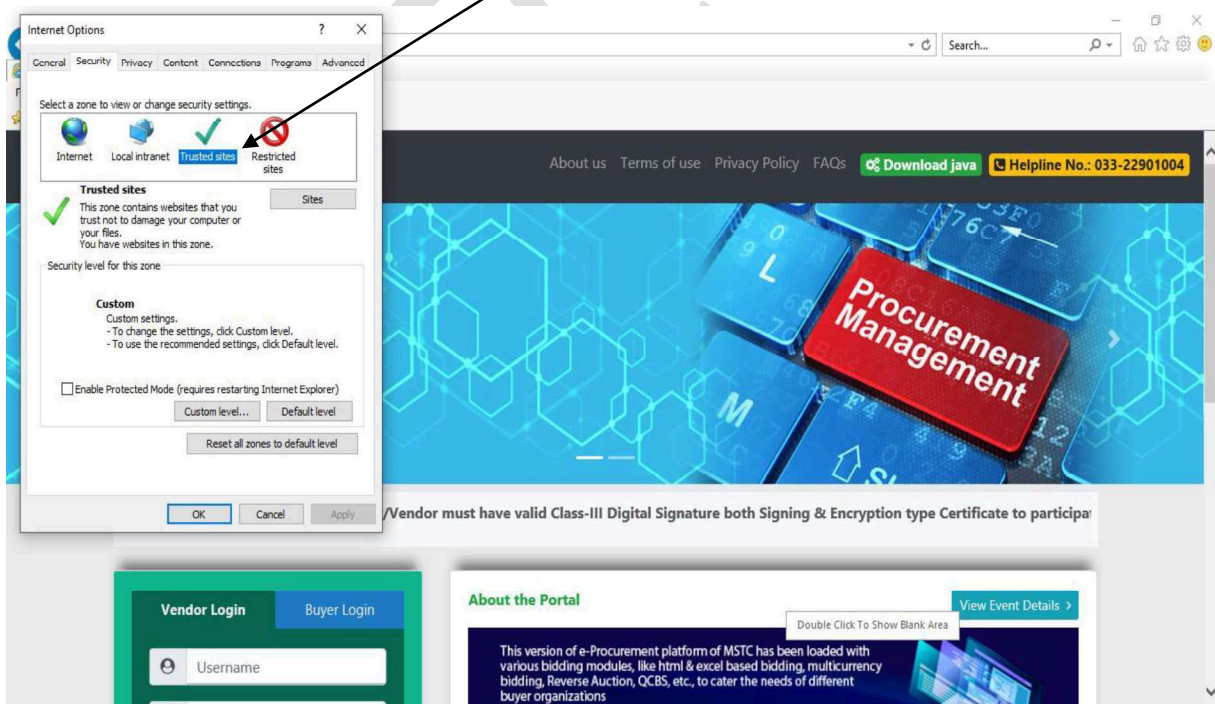 Internet Options ? X
Search...
General Security Privacy Content Connections Programs Advanced
Select a zone to view or change security settings.
Internet Local intranet Trusted sites Restricted
sites
Trusted sites
Sites
This zone contains websites that you
trust not to damage your computer or
your files.
You have websites in this zone.
Security level for this zone
Custom
Custom settings.
- To change the settings, click Custom level.
- To use the recommended settings, click Default level.
Enable Protected Mode (requires restarting Internet Explorer)
Custom level... Default level
Reset all zones to default level
OK Cancel Apply
About us Terms of use Privacy Policy FAQs Download java Helpline No.: 033-22901004
Procurement
Management
L
M
/Vendor must have valid Class-III Digital Signature both Signing & Encryption type Certificate to participa
Vendor Login Buyer Login
Username
About the Portal
View Event Details >
Double Click To Show Blank Area
This version of e-Procurement platform of MSTC has been loaded with
various bidding modules, like html & excel based bidding, multicurrency
bidding, Reverse Auction, QCBS, etc., to cater the needs of different
buyer organizations